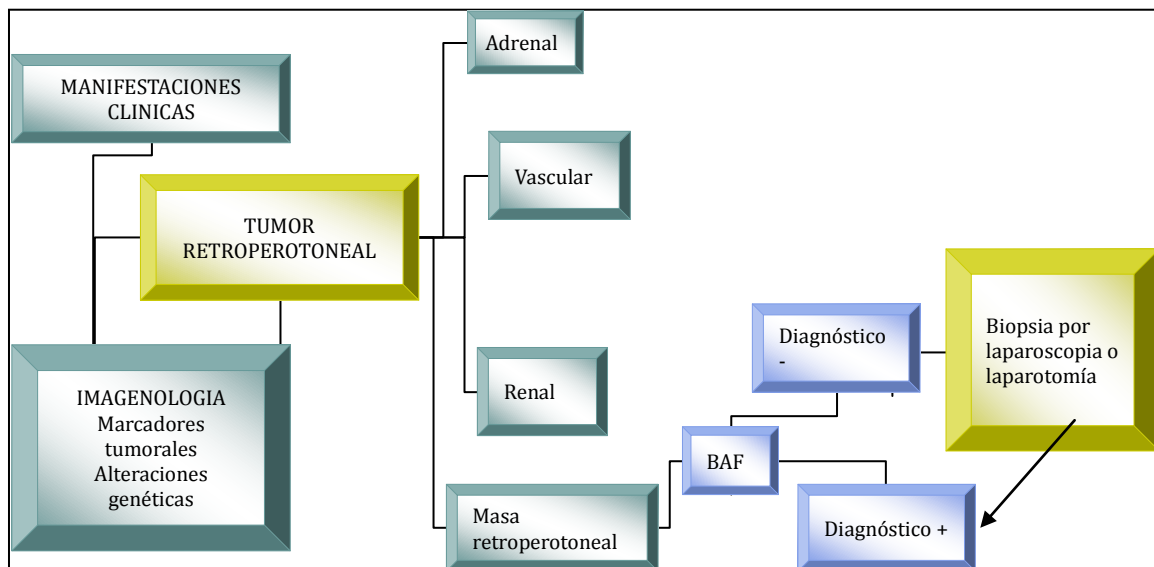 MANIFESTACIONES
CLINICAS
TUMOR
RETROPEROTONEAL
IMAGENOLOGIA
Marcadores
tumorales
Alteraciones
genéticas
Adrenal
Vascular
Renal
Masa
retroperotoneal
BAF
Diagnóstico
-
Diagnóstico +
Biopsia por
laparoscopia o
laparotomía